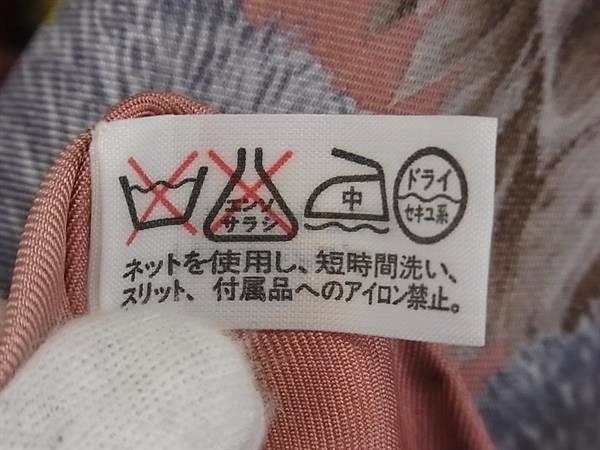 エンソ
サラシ
中
ドライ
セキユ系
ネットを使用し、短時間洗い、
スリット、付属品へのアイロン禁止。